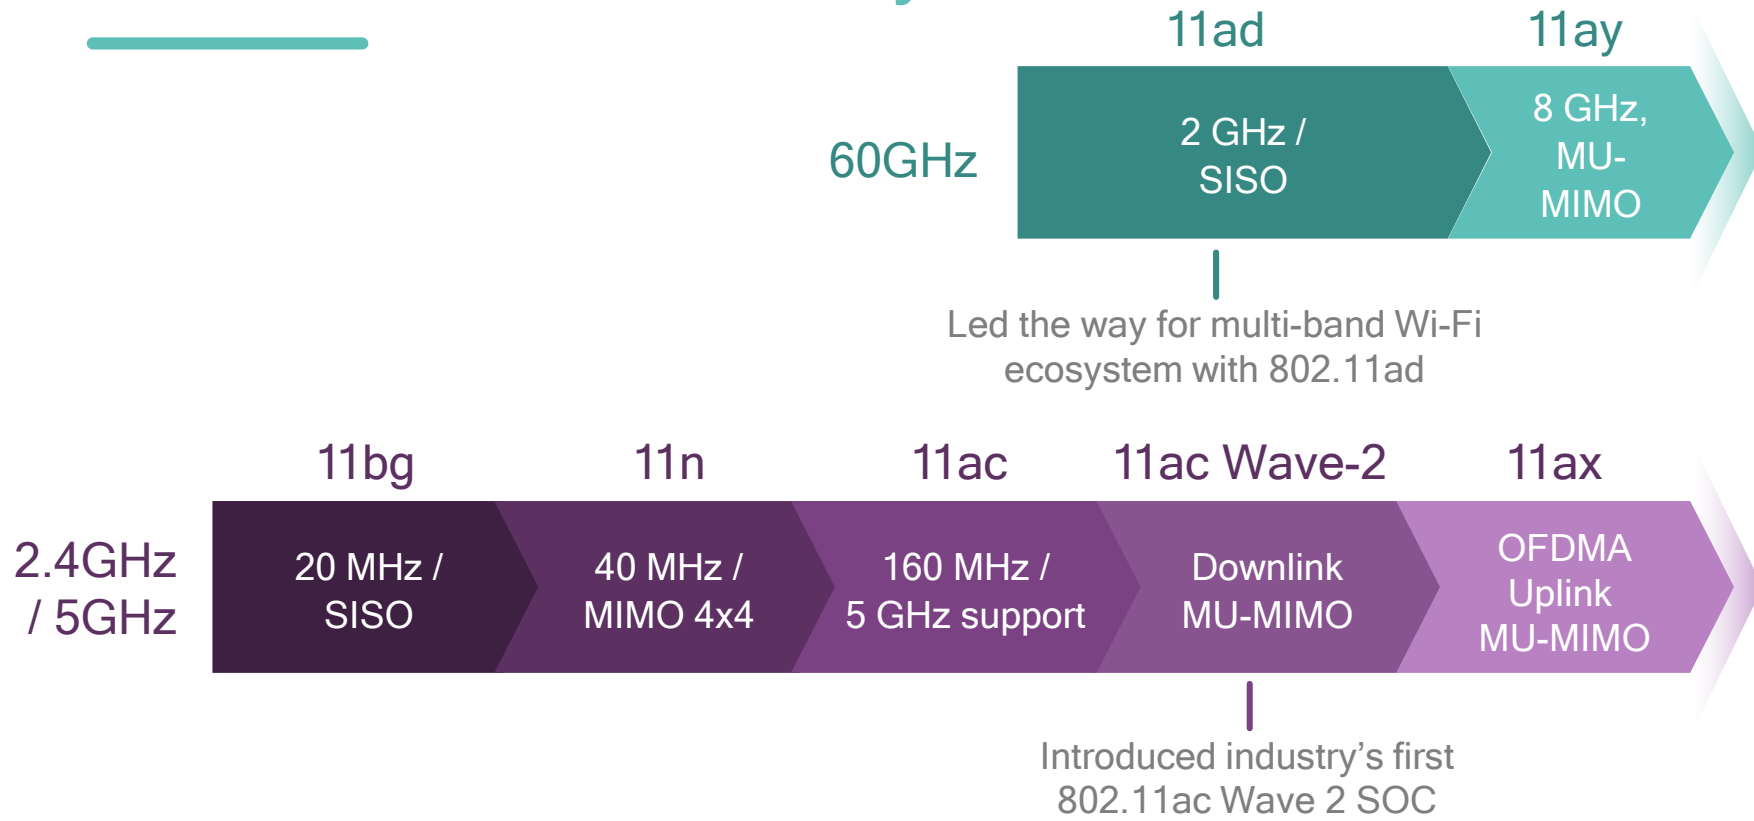 11ad
11ay
60GHz
2 GHz /
SISO
8 GHz,
MU-
MIMO
Led the way for multi-band Wi-Fi
ecosystem with 802.11ad
11bg
11n
11ac
11ac Wave-2
11ax
2.4GHz
/ 5GHz
20 MHz /
SISO
40 MHz /
MIMO 4x4
160 MHz /
5 GHz support
Downlink
MU-MIMO
OFDMA
Uplink
MU-MIMO
Introduced industry’s first
802.11ac Wave 2 SOC